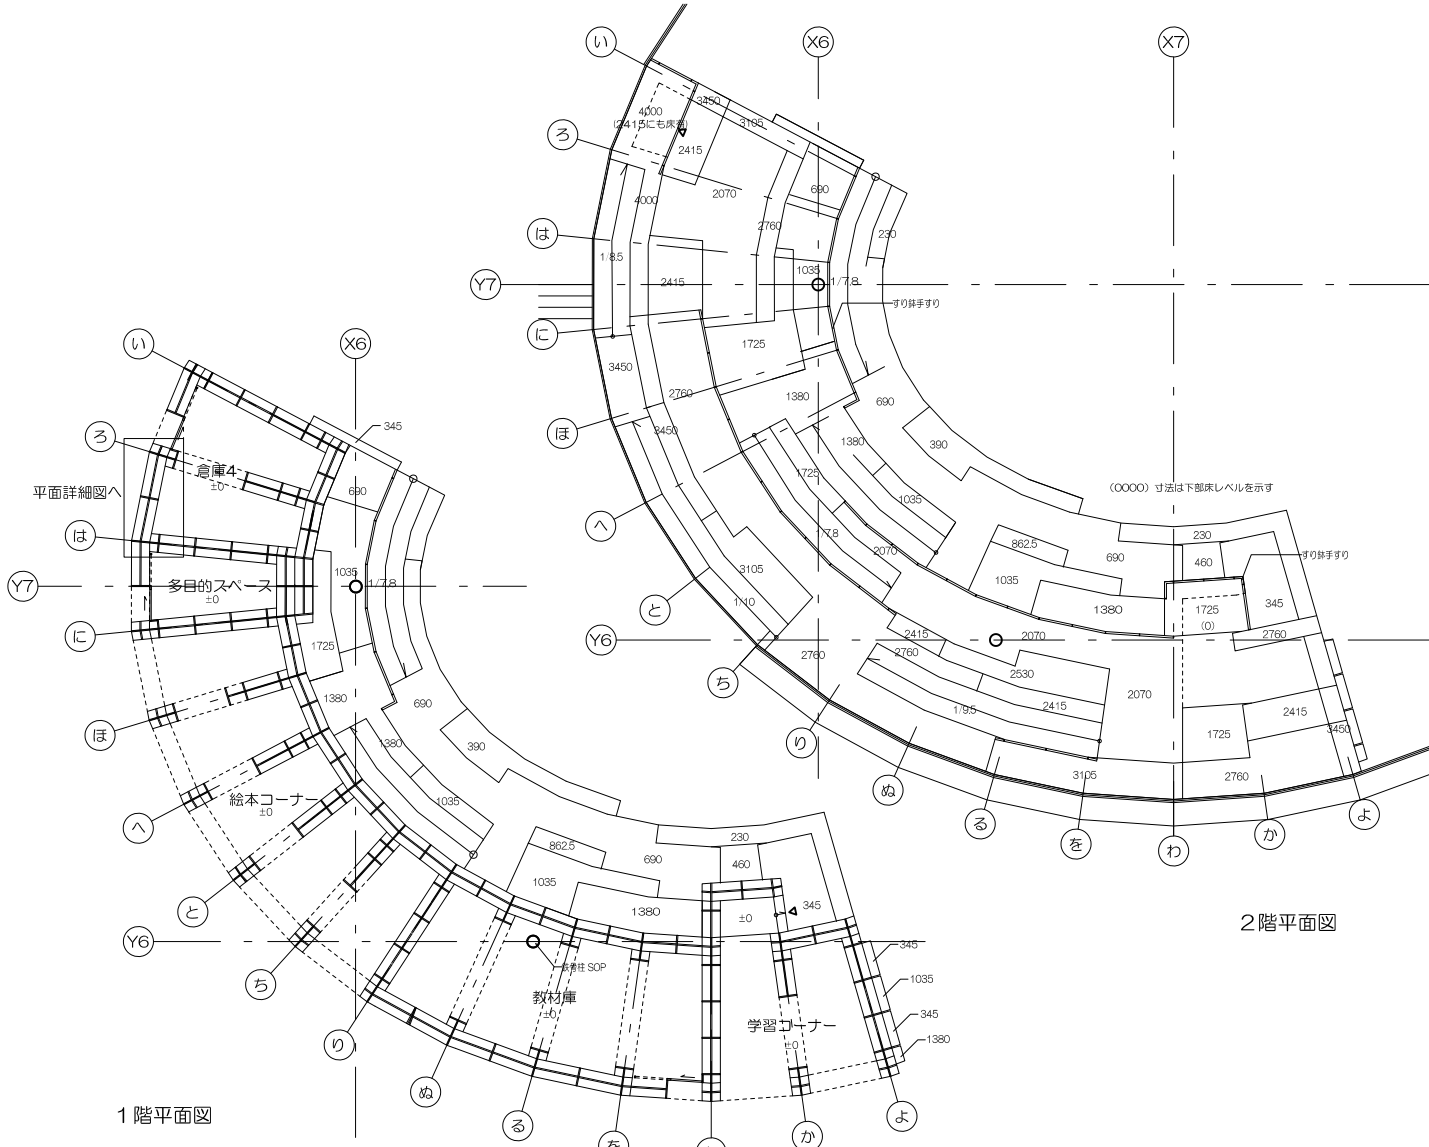 い
X6
X7
ろ
は
Y7
に
ほ
へ
と
Y6
ち
り
ぬ
る
を
わ
か
よ
4000
(2415にも床有)
3450
3105
2415
2070
690
4000
2760
230
1/8.5
2415
1035
1/7.8
すり鉢手すり
1725
3450
2760
1380
690
3450
1380
390
1725
1035
1/7.8
2070
(0000) 寸法は下部床レベルを示す
230
862.5
690
460
すり鉢手すり
1035
3105
1/10
1380
1725
(0)
345
2415
2070
2760
2760
2760
2530
1/9.5
2415
2070
1725
2415
3450
3105
2760
2階平面図
い
X6
ろ
は
Y7
に
ほ
へ
と
Y6
ち
り
ぬ
る
を
か
よ
345
倉庫4
±0
690
平面詳細図へ
多目的スペース
±0
1035
1/7.8
1725
1380
690
1380
390
絵本コーナー
±0
1035
862.5
690
230
460
1035
1380
±0
345
鉄骨柱 SOP
教材庫
±0
学習コーナー
±0
345
1035
345
1380
1階平面図